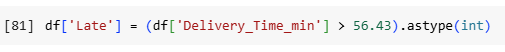 [81] df['Late'] = (df['Delivery_Time_min'] > 56.43).astype(int)